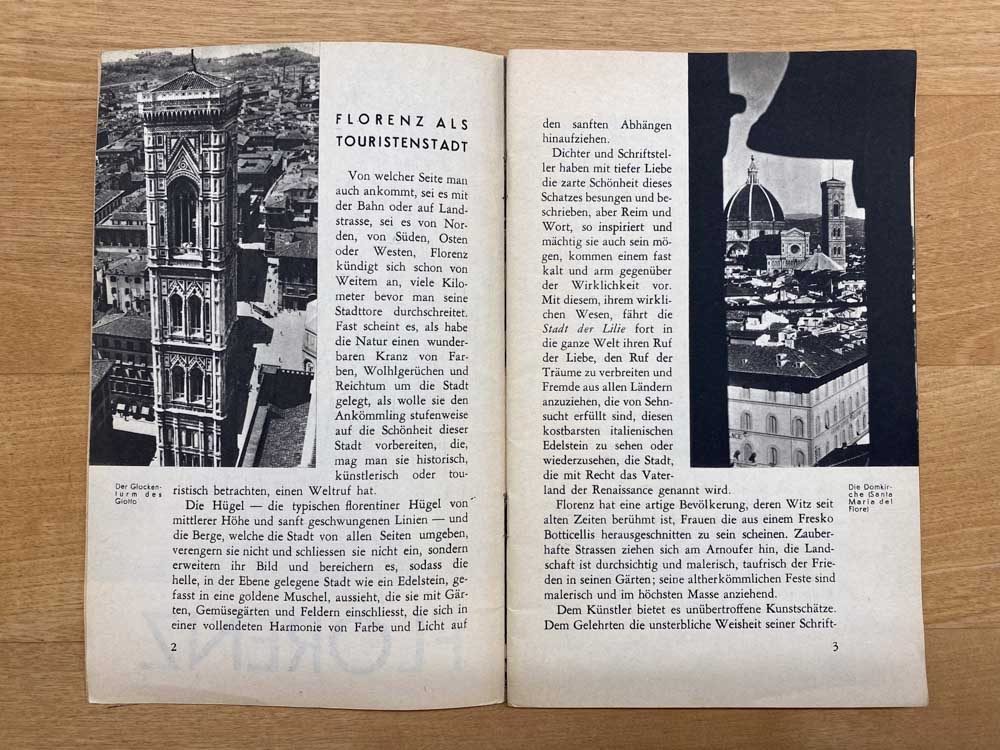 FLORENZ ALS
TOURISTENSTADT
Von welcher Seite man
auch ankommt, sei es mit
der Bahn oder auf Land-
strasse, sei es von Nor-
den, von Süden, Osten
oder Westen, Florenz
kündigt sich schon von
Weitem an, viele Kilo-
meter bevor man seine
Stadttore durchschreitet.
Fast scheint es, als habe
die Natur einen wunder-
baren Kranz von Far-
ben, Wolhlgerüchen und
Reichtum um die Stadt
gelegt, als wolle sie den
Ankömmling stufenweise
auf die Schönheit dieser
Stadt vorbereiten, die,
mag man sie historisch,
künstlerisch oder tou-
ristisch betrachten, einen Weltruf hat.
Die Hügel — die typischen florentiner Hügel von
mittlerer Höhe und sanft geschwungenen Linien — und
die Berge, welche die Stadt von allen Seiten umgeben,
verengern sie nicht und schliessen sie nicht ein, sondern
erweitern ihr Bild und bereichern es, sodass die
helle, in der Ebene gelegene Stadt wie ein Edelstein, ge-
fasst in eine goldene Muschel, aussieht, die sie mit Gär-
ten, Gemüsegärten und Feldern einschliesst, die sich in
einer vollendeten Harmonie von Farbe und Licht auf
Der Glocken-
turm des
Giotto
2
FLORENZ
den sanften Abhängen
hinaufziehen.
Dichter und Schriftstel-
ler haben mit tiefer Liebe
die zarte Schönheit dieses
Schatzes besungen und be-
schrieben, aber Reim und
Wort, so inspiriert und
mächtig sie auch sein mö-
gen, kommen einem fast
kalt und arm gegenüber
der Wirklichkeit vor.
Mit diesem, ihrem wirkli-
chen Wesen, fährt die
Stadt der Lilie fort in
die ganze Welt ihren Ruf
der Liebe, den Ruf der
Träume zu verbreiten und
Fremde aus allen Ländern
anzuziehen, die von Sehn-
sucht erfüllt sind, diesen
kostbarsten italienischen
Edelstein zu sehen oder
wiederzusehen, die Stadt,
die mit Recht das Vater-
land der Renaissance genannt wird.
Florenz hat eine artige Bevölkerung, deren Witz seit
alten Zeiten berühmt ist, Frauen die aus einem Fresko
Botticellis herausgeschnitten zu sein scheinen. Zauber-
hafte Strassen ziehen sich am Arnoufer hin, die Land-
schaft ist durchsichtig und malerisch, taufrisch der Frie-
den in seinen Gärten; seine altherkömmlichen Feste sind
malerisch und im höchsten Masse anziehend.
Dem Künstler bietet es unübertroffene Kunstschätze.
Dem Gelehrten die unsterbliche Weisheit seiner Schrift-
Die Domkir-
che (Santa
Maria del
Fiore)
3